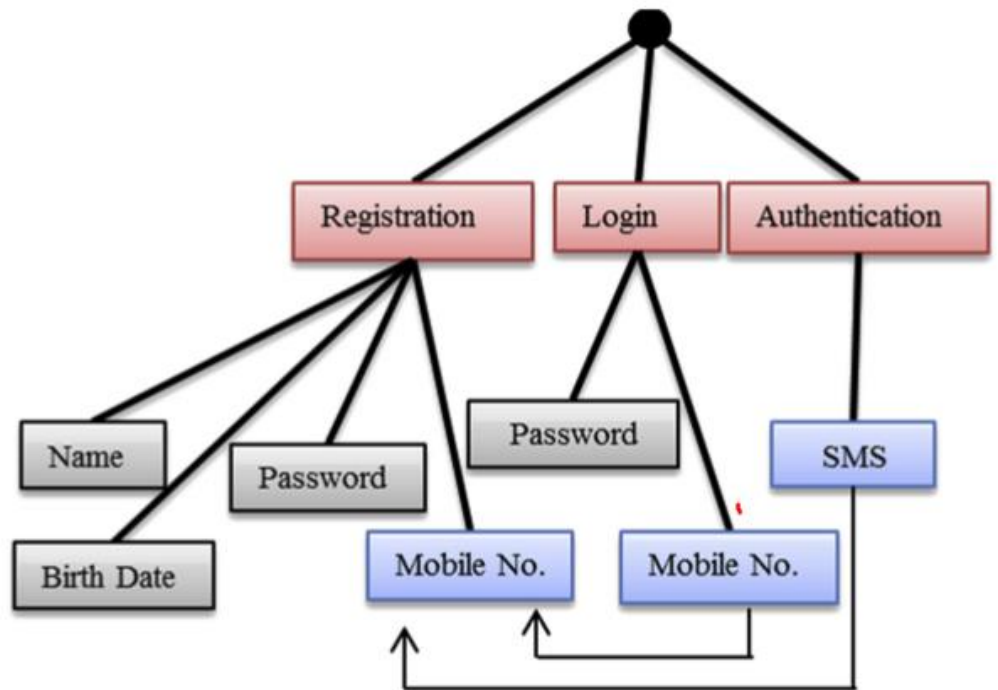 Registration
Login
Authentication
Name
Password
Password
SMS
Birth Date
Mobile No.
Mobile No.